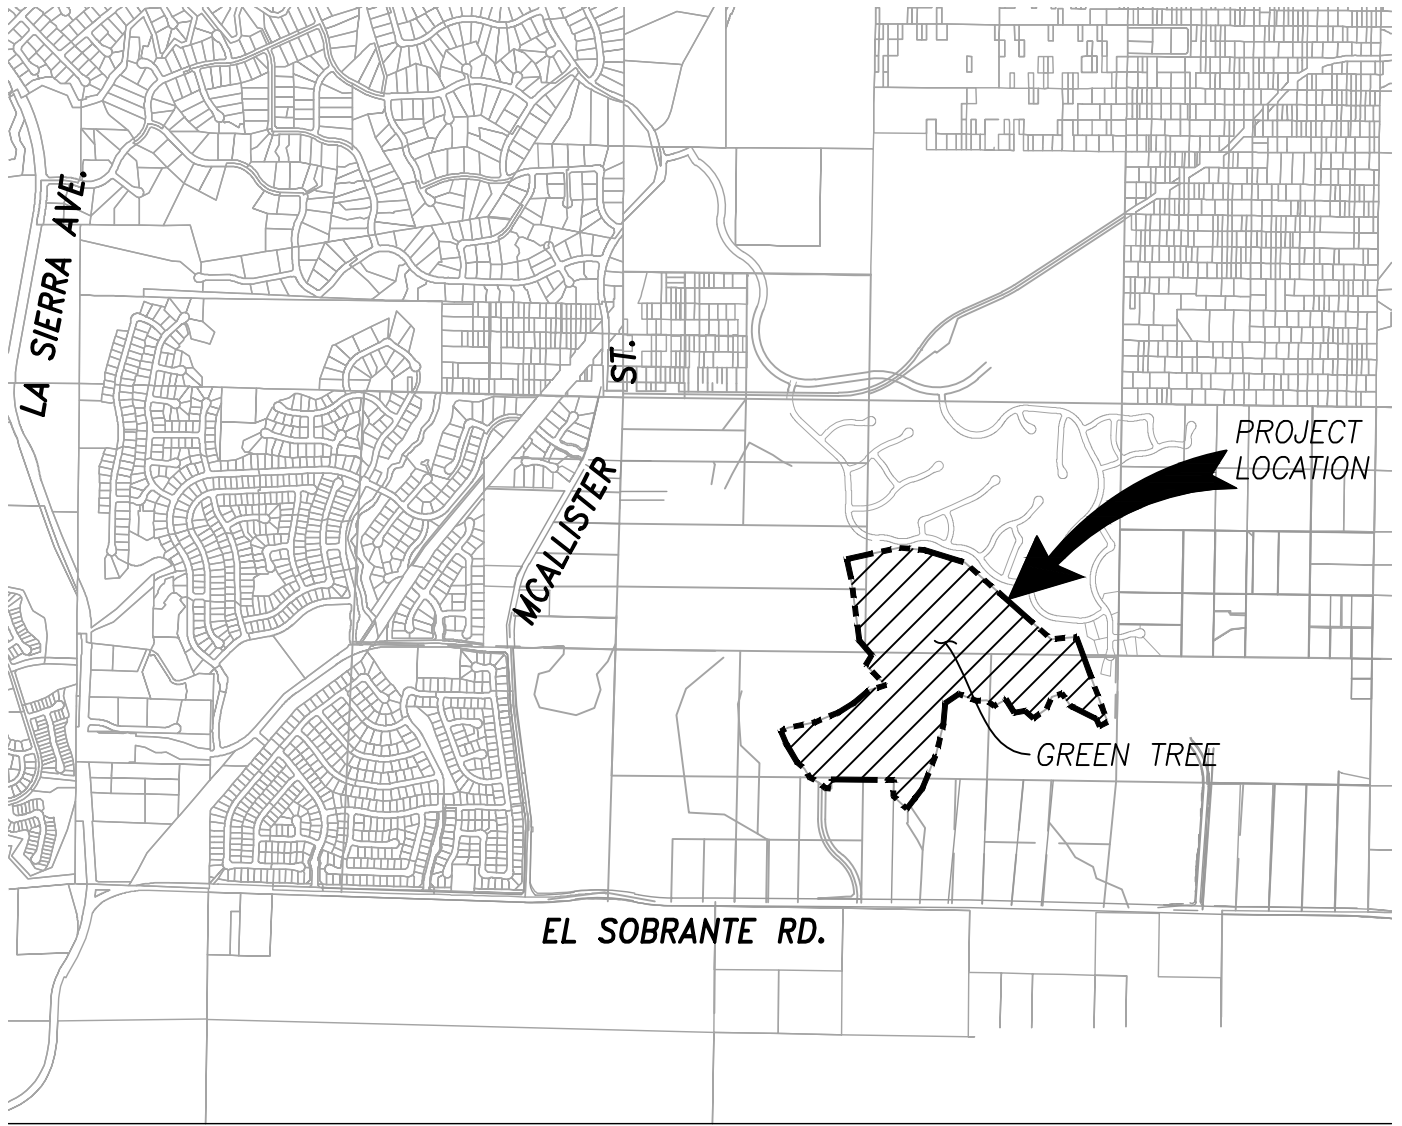 LA SIERRA AVE.
ST.
MCALLISTER
PROJECT
LOCATION
GREEN TREE
EL SOBRANTE RD.